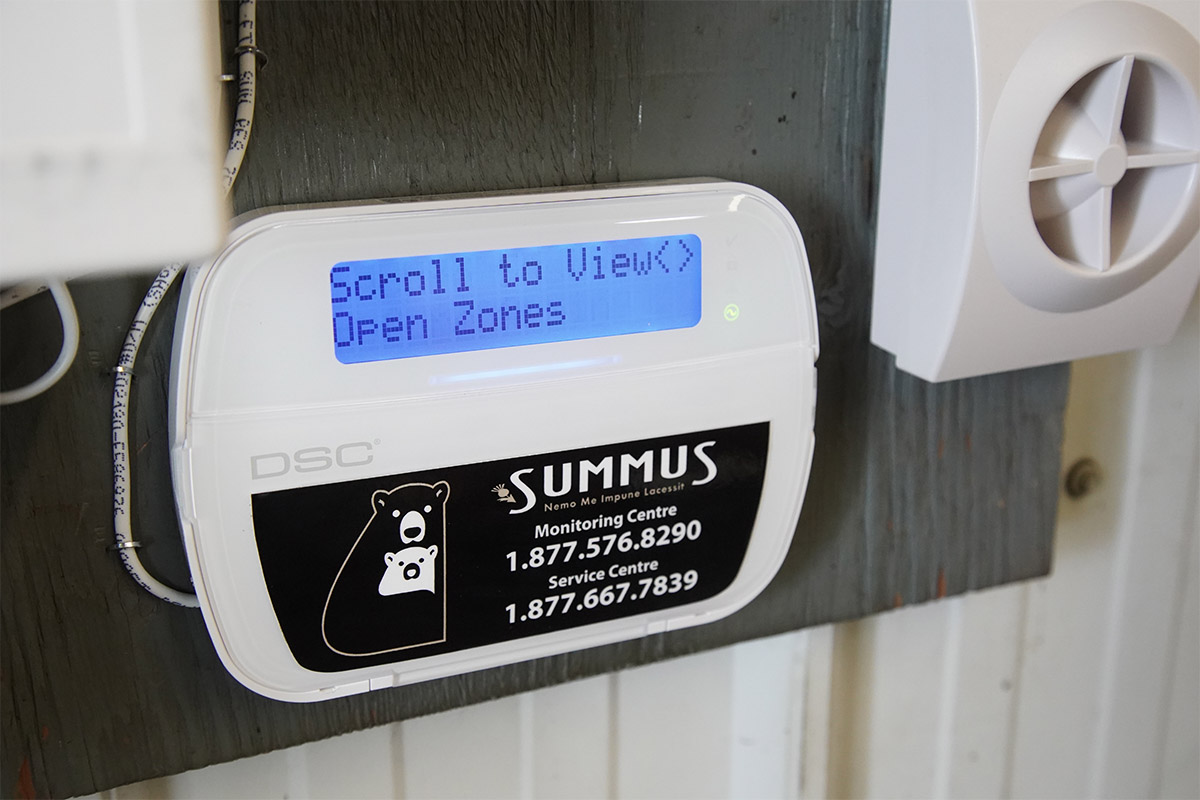 Scroll to View<>
Open Zones
DSC®
SUMMUS
Nemo Me Impune Lacessit
Monitoring Centre
1.877.576.8290
Service Centre
1.877.667.7839